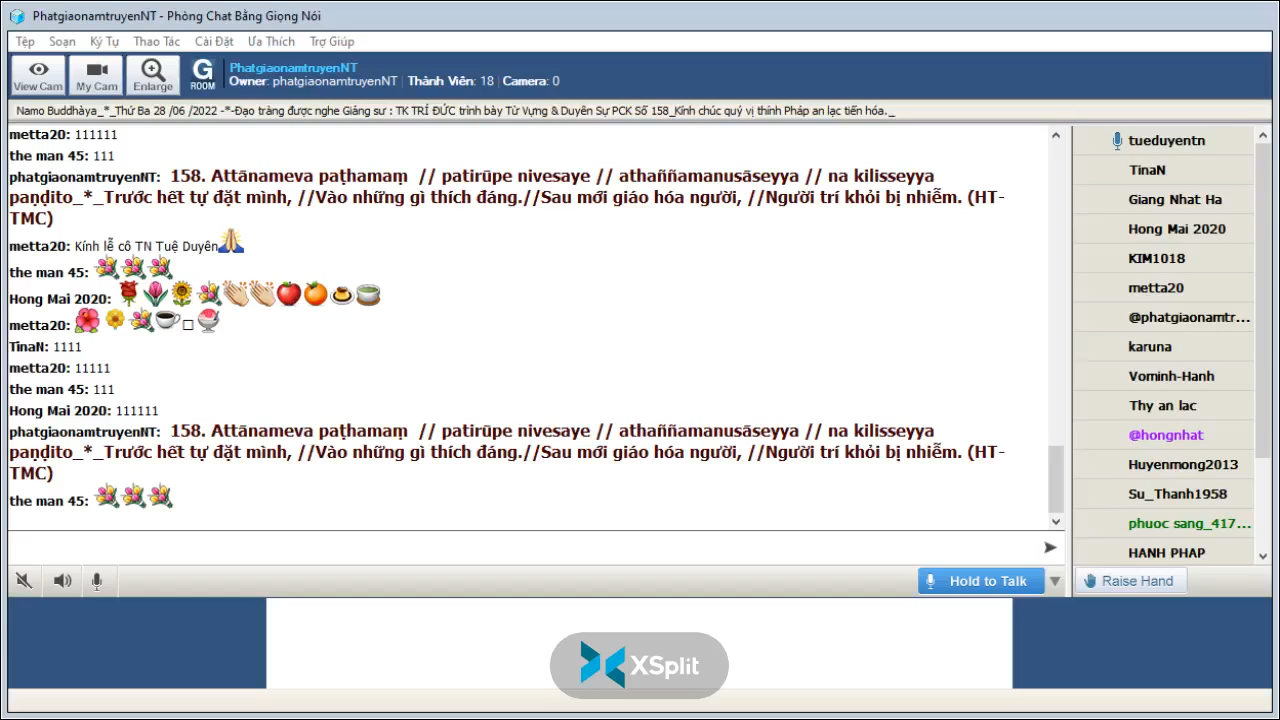 PhatgiaonamtruyenNT - Phòng Chat Bằng Giọng Nói
Tệp Soạn Ký Tự Thao Tác Cài Đặt Ưa Thích Trợ Giúp
View Cam My Cam Enlarge G ROOM
PhatgiaonamtruyenNT
Owner: phatgiaonamtruyenNT | Thành Viên: 18 | Camera: 0
Namo Buddhàya_*_Thứ Ba 28 /06 /2022 -*-Đạo tràng được nghe Giảng sư : TK TRÍ ĐỨC trình bày Từ Vựng & Duyên Sự PCK Số 158_Kính chúc quý vị thính Pháp an lạc tiến hóa._
metta20: 111111
the man 45: 111
phatgiaonamtruyenNT: 158. Attānameva paṭhamaṃ // patirūpe nivesaye // athaññamanusāseyya // na kilisseyya
paṇḍito_*_Trước hết tự đặt mình, //Vào những gì thích đáng.//Sau mới giáo hóa người, //Người trí khỏi bị nhiễm. (HT-
TMC)
metta20: Kính lễ cô TN Tuệ Duyên
the man 45:
Hong Mai 2020:
metta20:
TinaN: 1111
metta20: 11111
the man 45: 111
Hong Mai 2020: 111111
phatgiaonamtruyenNT: 158. Attānameva paṭhamaṃ // patirūpe nivesaye // athaññamanusāseyya // na kilisseyya
paṇḍito_*_Trước hết tự đặt mình, //Vào những gì thích đáng.//Sau mới giáo hóa người, //Người trí khỏi bị nhiễm. (HT-
TMC)
the man 45:
tueduyentn
TinaN
Giang Nhat Ha
Hong Mai 2020
KIM1018
metta20
@phatgiaonamtr...
karuna
Vominh-Hanh
Thy an lac
@hongnhat
Huyenmong2013
Su_Thanh1958
phuoc sang_417...
HANH PHAP
Hold to Talk
Raise Hand
XSplit